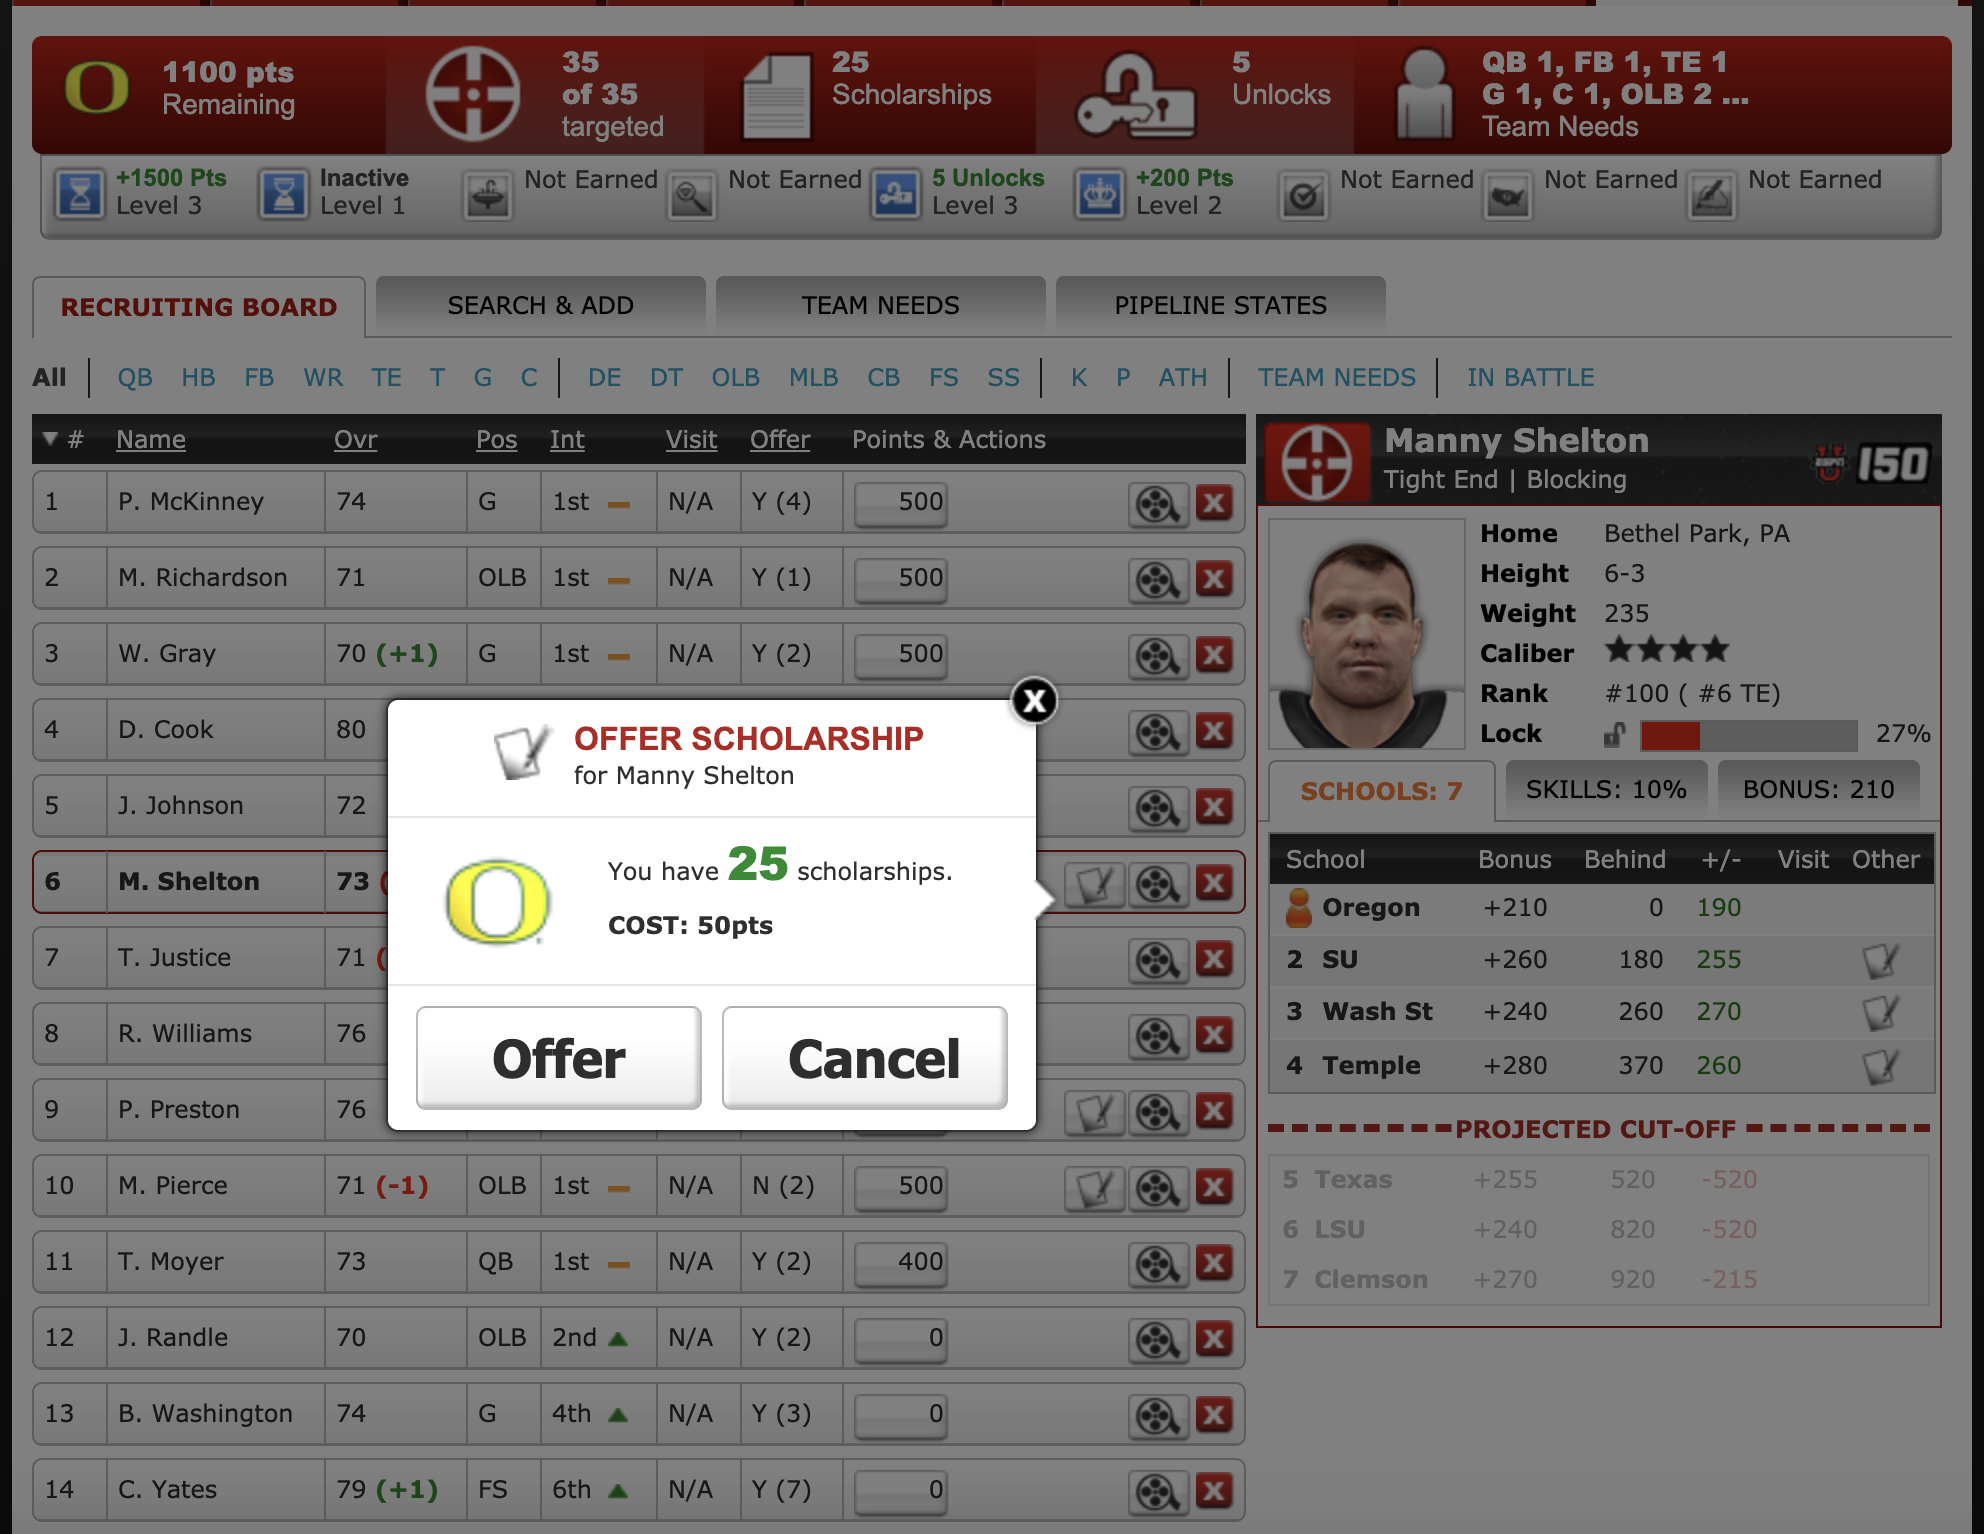 1100 pts
Remaining
35
of 35
targeted
25
Scholarships
5
Unlocks
QB 1, FB 1, TE 1
G 1, C 1, OLB 2 ...
Team Needs
+1500 Pts
Level 3
Inactive
Level 1
Not Earned
Not Earned
5 Unlocks
Level 3
+200 Pts
Level 2
Not Earned
Not Earned
Not Earned
RECRUITING BOARD
SEARCH & ADD
TEAM NEEDS
PIPELINE STATES
All QB HB FB WR TE T G C DE DT OLB MLB CB FS SS K P ATH TEAM NEEDS IN BATTLE
# Name Ovr Pos Int Visit Offer Points & Actions
1 P. McKinney 74 G 1st N/A Y (4) 500
2 M. Richardson 71 OLB 1st N/A Y (1) 500
3 W. Gray 70 (+1) G 1st N/A Y (2) 500
4 D. Cook 80
5 J. Johnson 72
6 M. Shelton 73 (
7 T. Justice 71 (
8 R. Williams 76
9 P. Preston 76
10 M. Pierce 71 (-1) OLB 1st N/A N (2) 500
11 T. Moyer 73 QB 1st N/A Y (2) 400
12 J. Randle 70 OLB 2nd N/A Y (2) 0
13 B. Washington 74 G 4th N/A Y (3) 0
14 C. Yates 79 (+1) FS 6th N/A Y (7) 0
X
OFFER SCHOLARSHIP
for Manny Shelton
O
You have 25 scholarships.
COST: 50pts
Offer
Cancel
Manny Shelton
Tight End | Blocking
ESPN U 150
Home Bethel Park, PA
Height 6-3
Weight 235
Caliber
Rank #100 ( #6 TE)
Lock 27%
SCHOOLS: 7
SKILLS: 10%
BONUS: 210
School Bonus Behind +/- Visit Other
Oregon +210 0 190
2 SU +260 180 255
3 Wash St +240 260 270
4 Temple +280 370 260
PROJECTED CUT-OFF
5 Texas +255 520 -520
6 LSU +240 820 -520
7 Clemson +270 920 -215